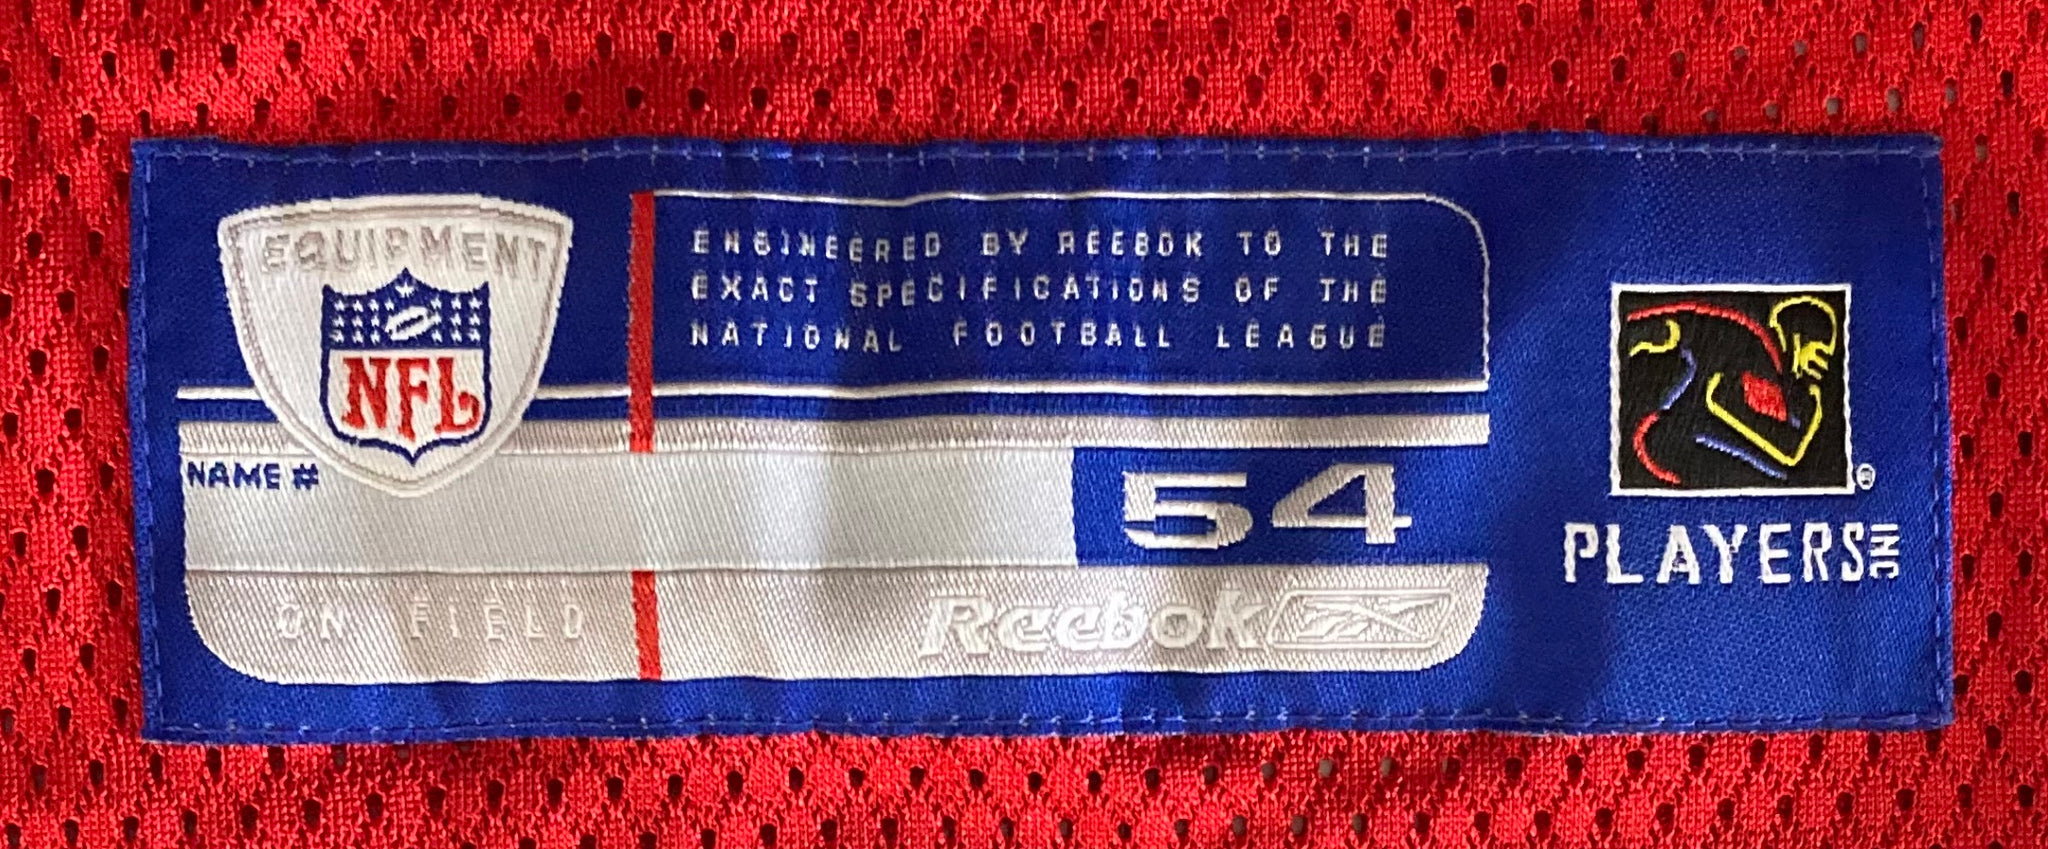 EQUIPMENT
NFL
ENGINEERED BY REEBOK TO THE
EXACT SPECIFICATIONS OF THE
NATIONAL FOOTBALL LEAGUE
NAME #
54
ON FIELD
Reebok
®
PLAYERS INC